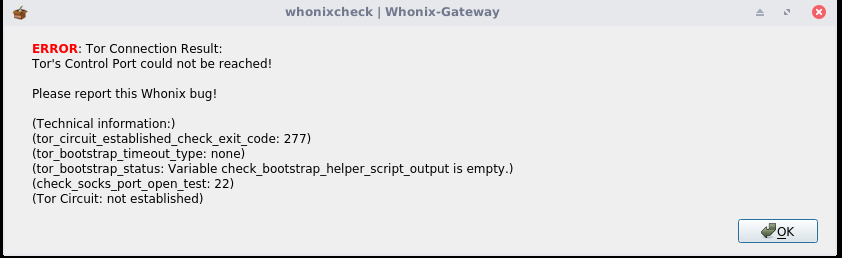 whonixcheck | Whonix-Gateway
ERROR: Tor Connection Result:
Tor's Control Port could not be reached!
Please report this Whonix bug!
(Technical information:)
(tor_circuit_established_check_exit_code: 277)
(tor_bootstrap_timeout_type: none)
(tor_bootstrap_status: Variable check_bootstrap_helper_script_output is empty.)
(check_socks_port_open_test: 22)
(Tor Circuit: not established)
OK